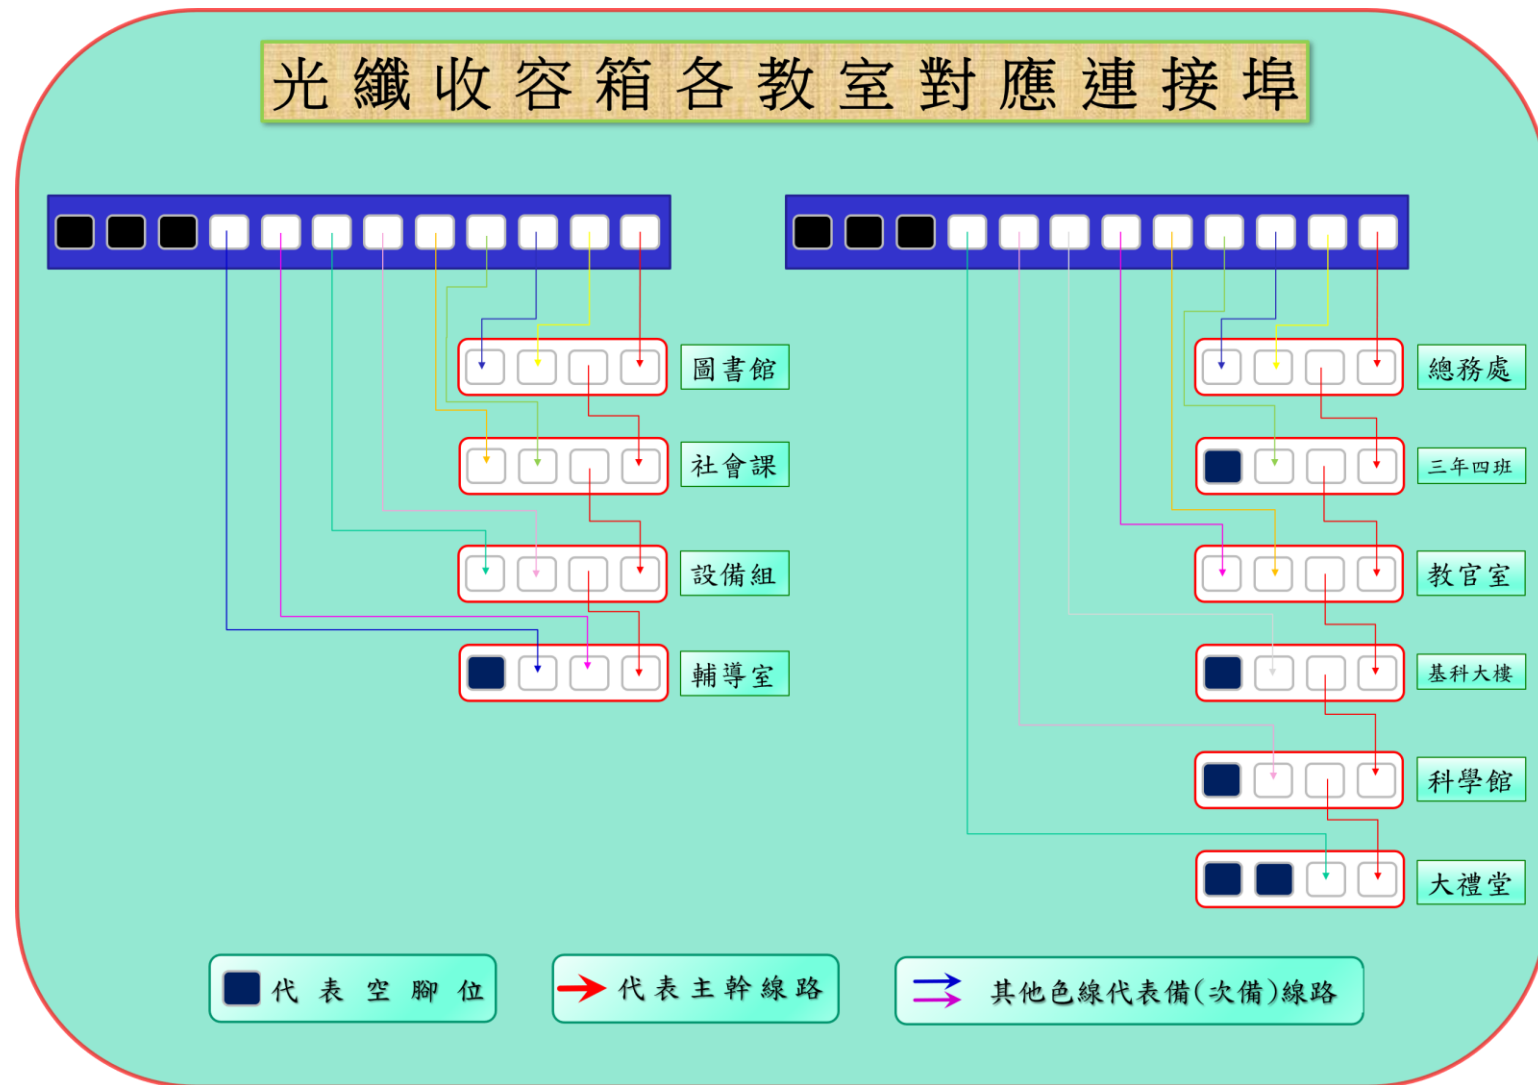 光纖收容箱各教室對應連接埠
圖書館
社會課
設備組
輔導室
總務處
三年四班
教官室
基科大樓
科學館
大禮堂
代表空腳位
代表主幹線路
其他色線代表備(次備)線路